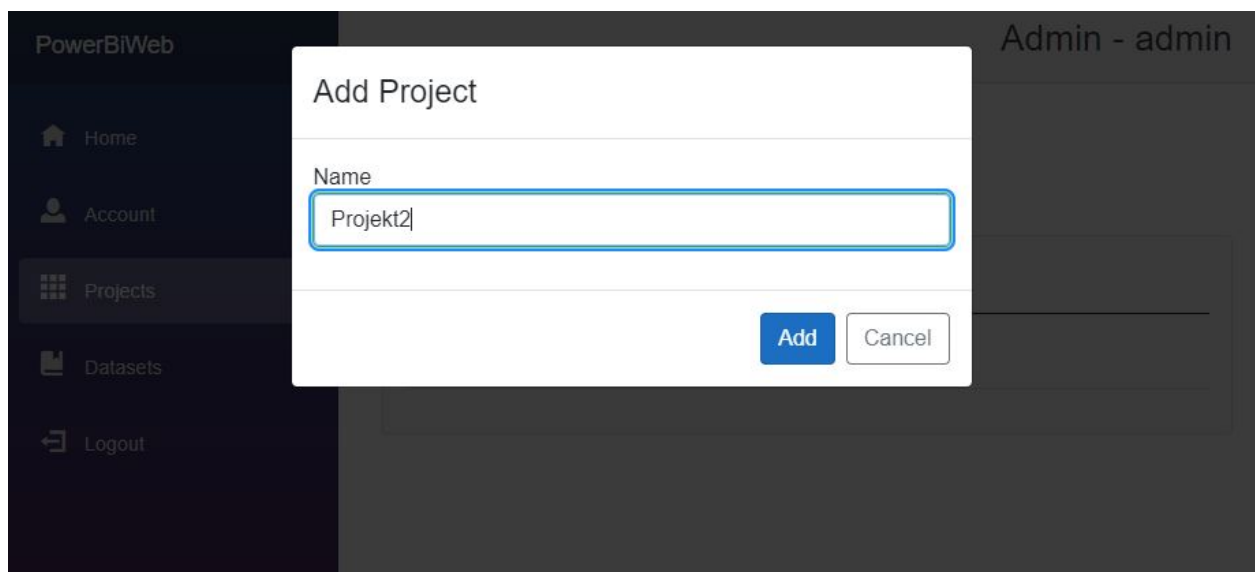 PowerBiWeb
Admin - admin
Home
Account
Projects
Datasets
Logout
Add Project
Name
Projekt2
Add
Cancel